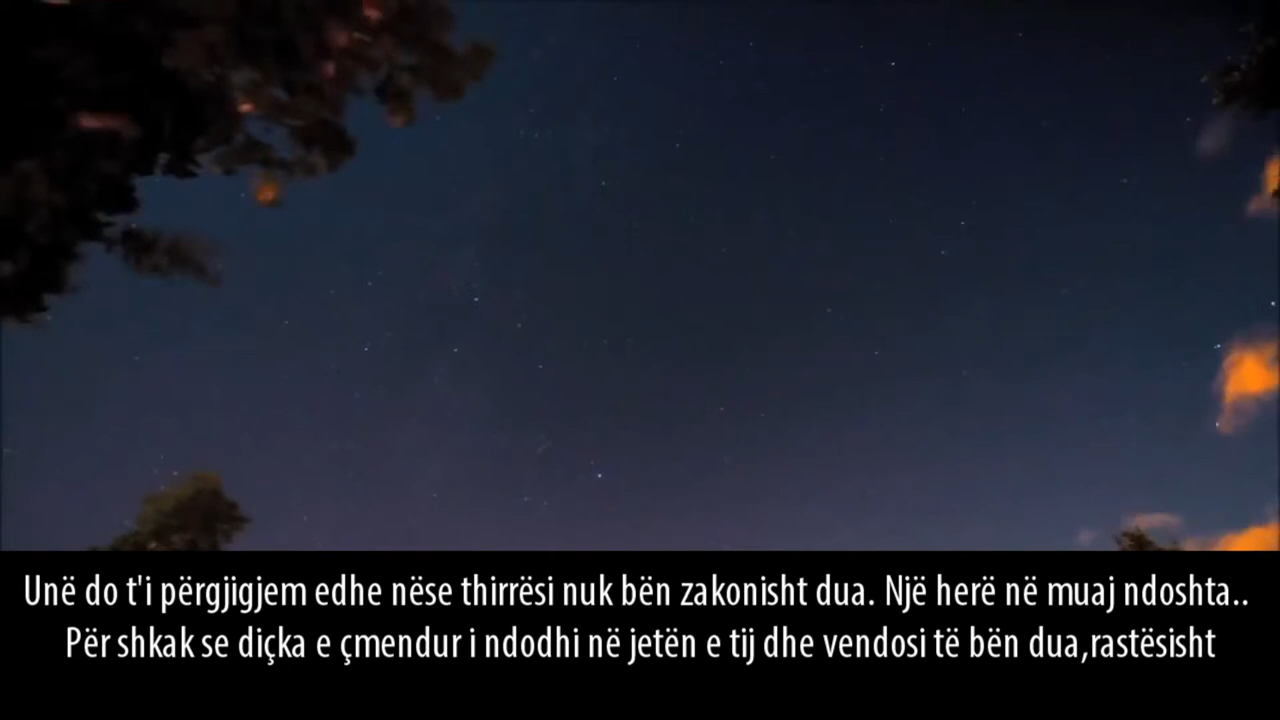 Unë do t'i përgjigjem edhe nëse thirrësi nuk bën zakonisht dua. Një herë në muaj ndoshta..
Për shkak se diçka e çmendur i ndodhi në jetën e tij dhe vendosi të bën dua,rastësisht